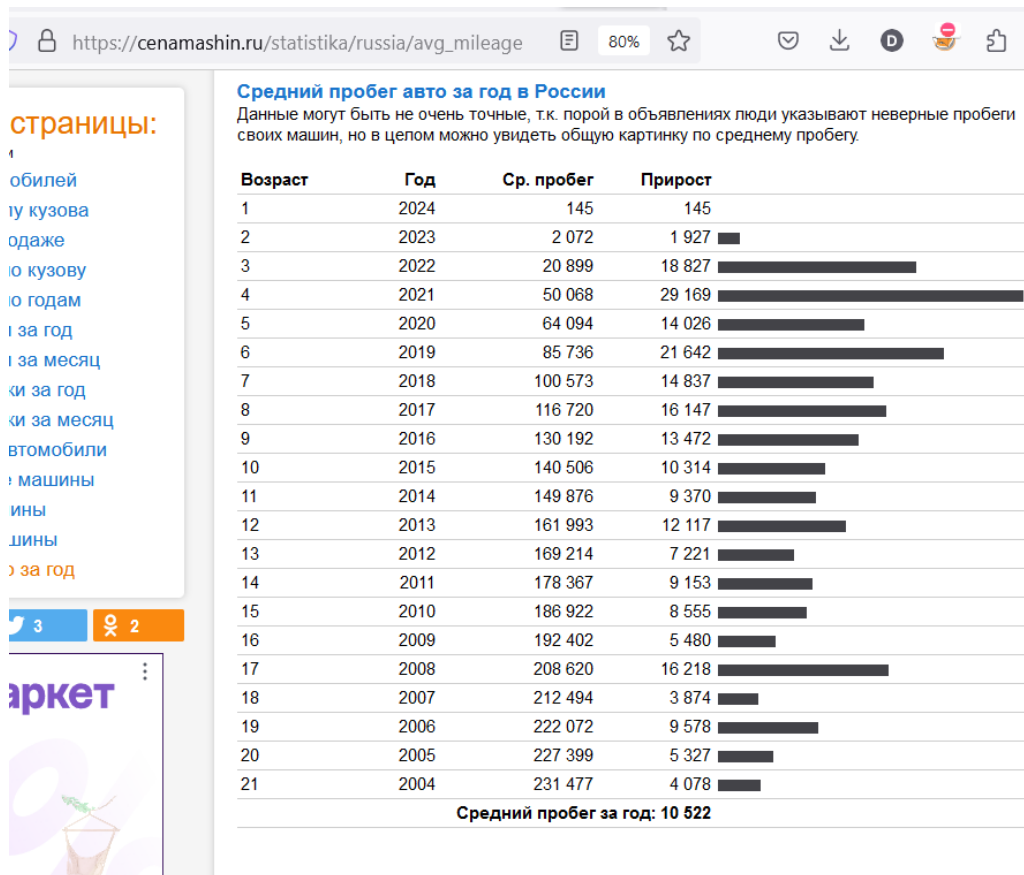 https://cenamashin.ru/statistika/russia/avg_mileage 80%
D
страницы:
обилей
кузова
одаже
кузову
годам
за год
за месяц
ки за год
ки за месяц
втомобили
машины
ины
шины
за год
3
2
аркет
Средний пробег авто за год в России
Данные могут быть не очень точные, т.к. порой в объявлениях люди указывают неверные пробеги
своих машин, но в целом можно увидеть общую картинку по среднему пробегу.
Возраст Год Ср. пробег Прирост
1 2024 145 145
2 2023 2 072 1 927
3 2022 20 899 18 827
4 2021 50 068 29 169
5 2020 64 094 14 026
6 2019 85 736 21 642
7 2018 100 573 14 837
8 2017 116 720 16 147
9 2016 130 192 13 472
10 2015 140 506 10 314
11 2014 149 876 9 370
12 2013 161 993 12 117
13 2012 169 214 7 221
14 2011 178 367 9 153
15 2010 186 922 8 555
16 2009 192 402 5 480
17 2008 208 620 16 218
18 2007 212 494 3 874
19 2006 222 072 9 578
20 2005 227 399 5 327
21 2004 231 477 4 078
Средний пробег за год: 10 522